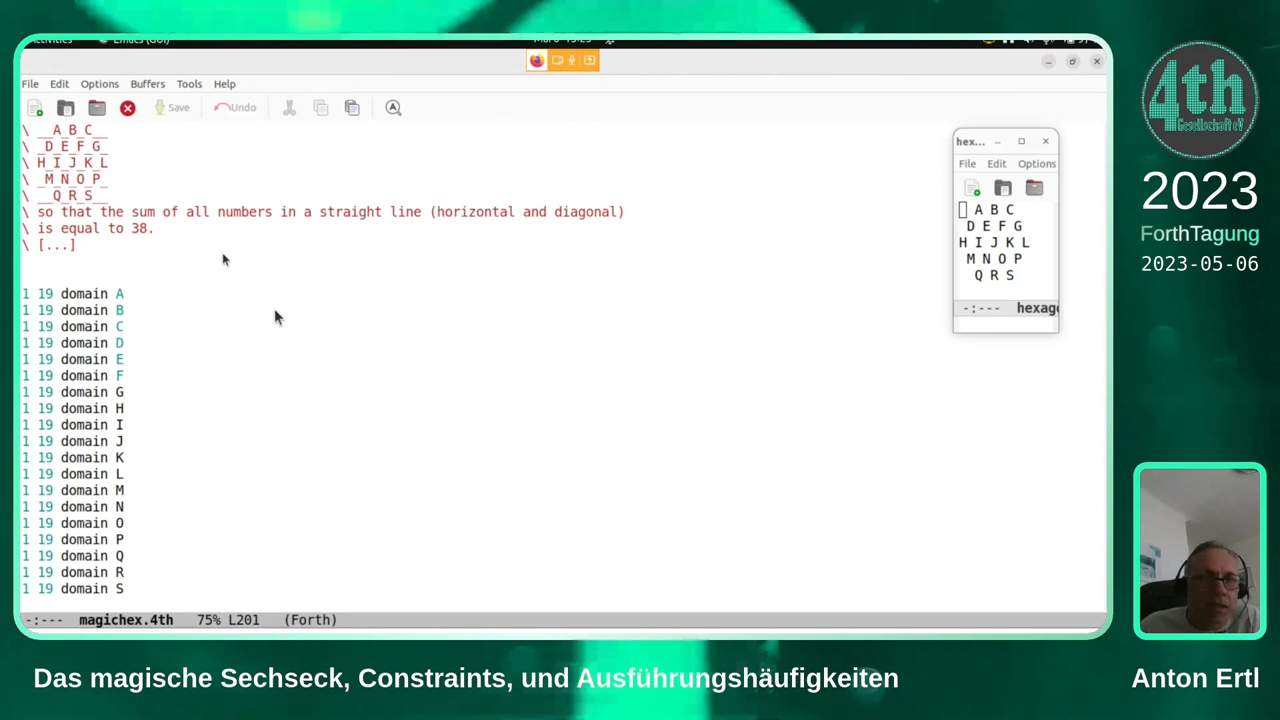 Activities Emacs (GUI)
File Edit Options Buffers Tools Help
Save Undo
\ __A_B_C__
\ _D_E_F_G_
\ H_I_J_K_L
\ _M_N_O_P_
\ __Q_R_S__
\ so that the sum of all numbers in a straight line (horizontal and diagonal)
\ is equal to 38.
\ [...]
1 19 domain A
1 19 domain B
1 19 domain C
1 19 domain D
1 19 domain E
1 19 domain F
1 19 domain G
1 19 domain H
1 19 domain I
1 19 domain J
1 19 domain K
1 19 domain L
1 19 domain M
1 19 domain N
1 19 domain O
1 19 domain P
1 19 domain Q
1 19 domain R
1 19 domain S
-:--- magichex.4th 75% L201 (Forth)
hex...
File Edit Options
A B C
D E F G
H I J K L
M N O P
Q R S
-:--- hexag
4th
Gesellschaft eV
2023
ForthTagung
2023-05-06
Das magische Sechseck, Constraints, und Ausführungshäufigkeiten
Anton Ertl